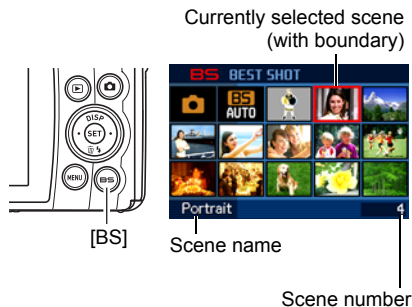 Currently selected scene
(with boundary)
BS BEST SHOT
BS
AUTO
DISP
SET
MENU
BS
Portrait
4
[BS]
Scene name
Scene number